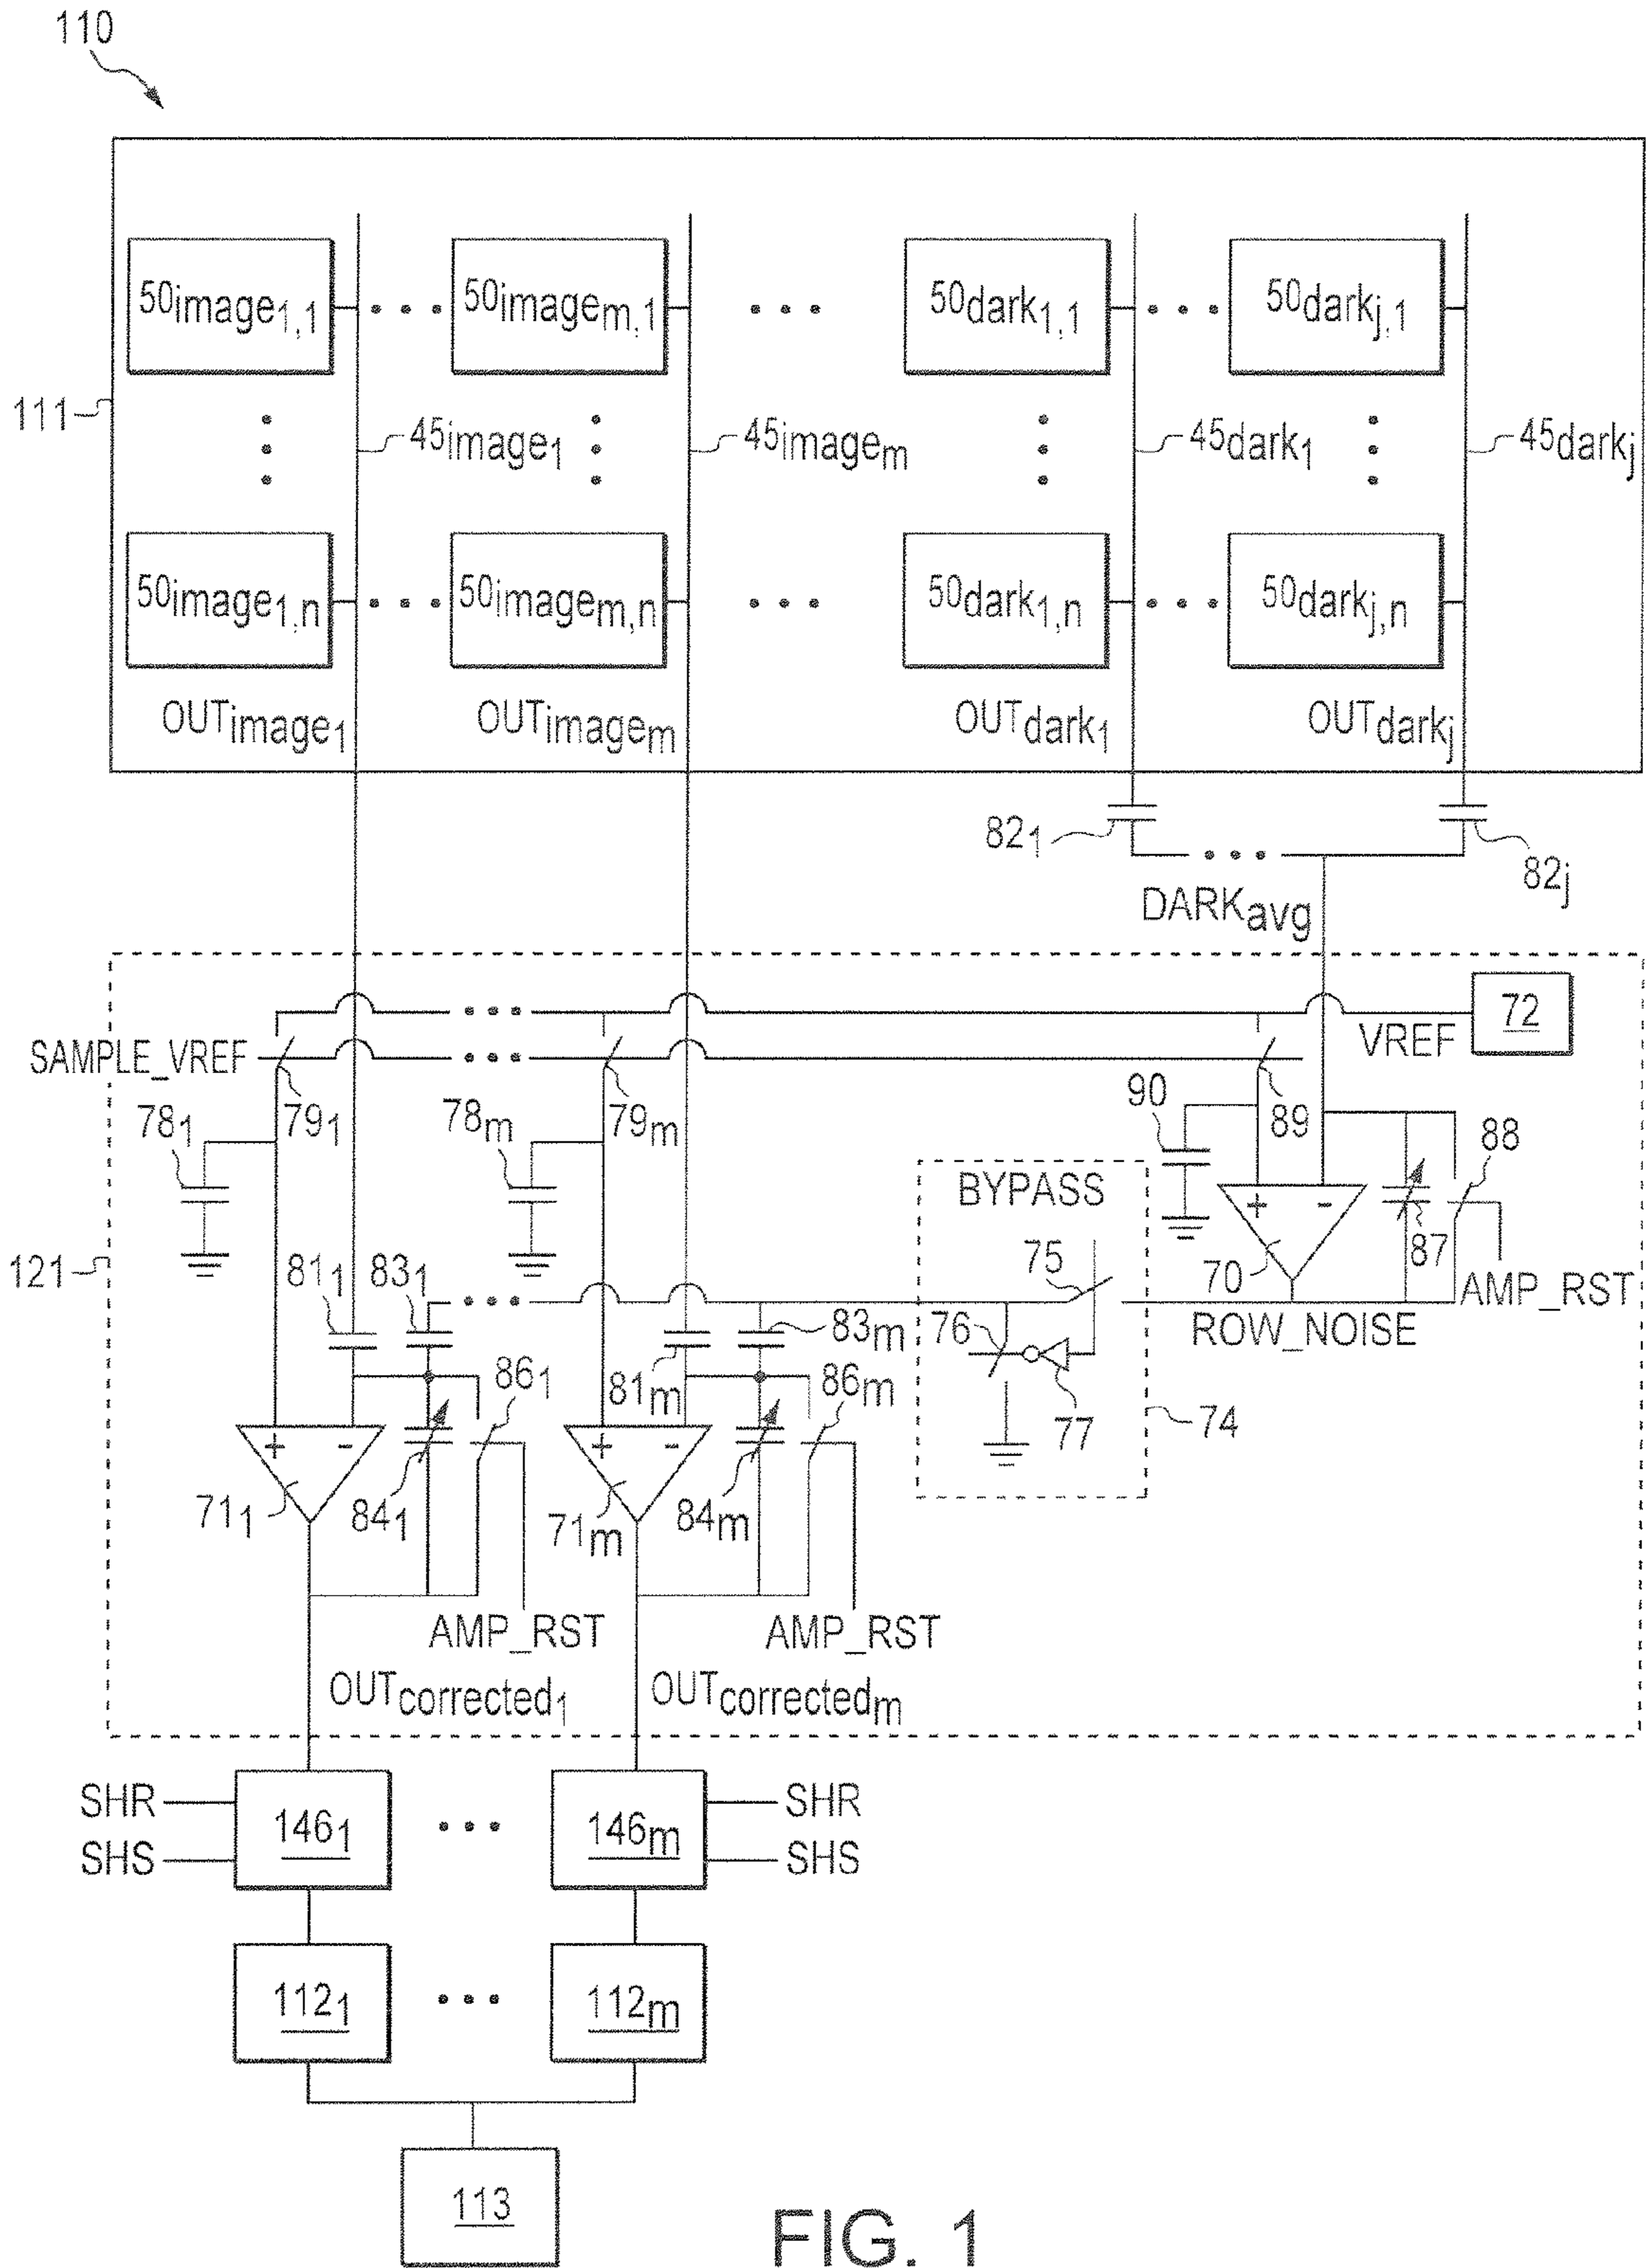 110
50image1,1 50imagem,1 50dark1,1 50darkj,1
111
45image1 45imagem 45dark1 45darkj
50image1,n 50imagem,n 50dark1,n 50darkj,n
OUTimage1 OUTimagem OUTdark1 OUTdarkj
821 82j
DARKavg
72
VREF
SAMPLE_VREF
791 79m 89
781 78m 90
88
BYPASS
87
121
811 831 75 70 AMP_RST
83m ROW_NOISE
76
861 81m 86m
77 74
711 841 71m 84m
AMP_RST AMP_RST
OUTcorrected1 OUTcorrectedm
SHR 1461 146m SHR
SHS SHS
1121 112m
113
FIG. 1